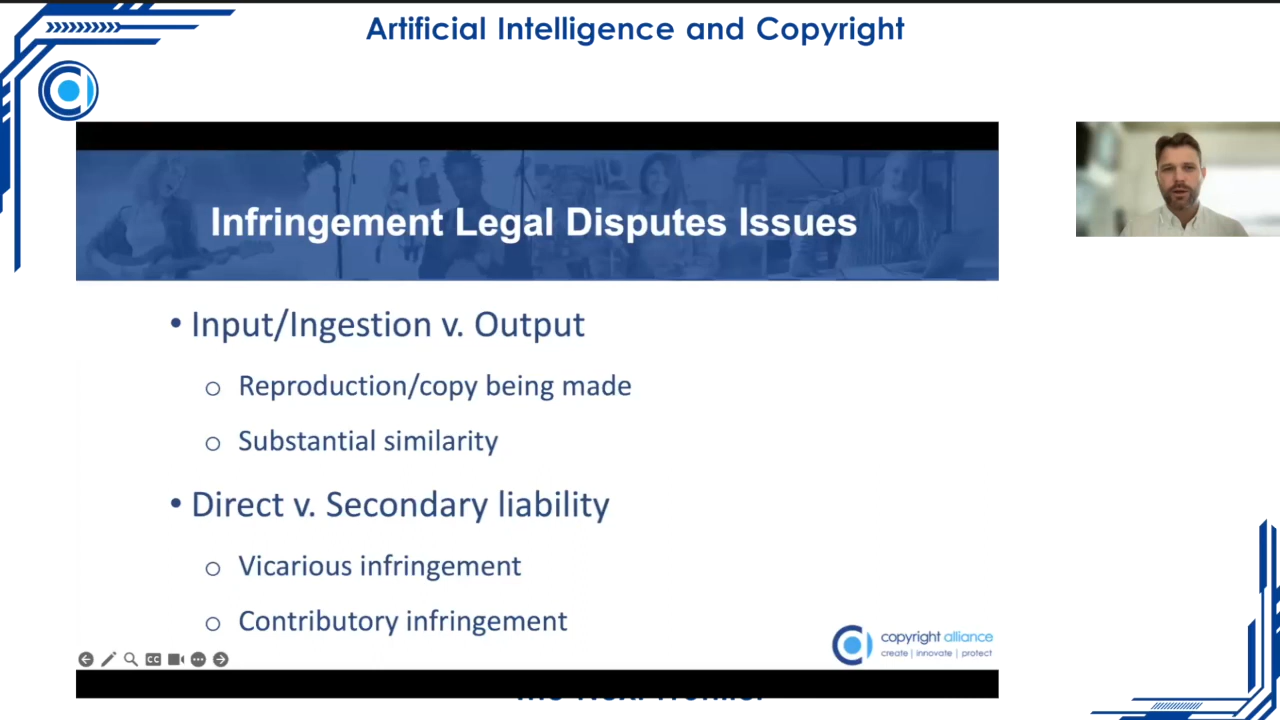 Artificial Intelligence and Copyright
Infringement Legal Disputes Issues
• Input/Ingestion v. Output
o Reproduction/copy being made
o Substantial similarity
• Direct v. Secondary liability
o Vicarious infringement
o Contributory infringement
copyright alliance
create | innovate | protect
CC